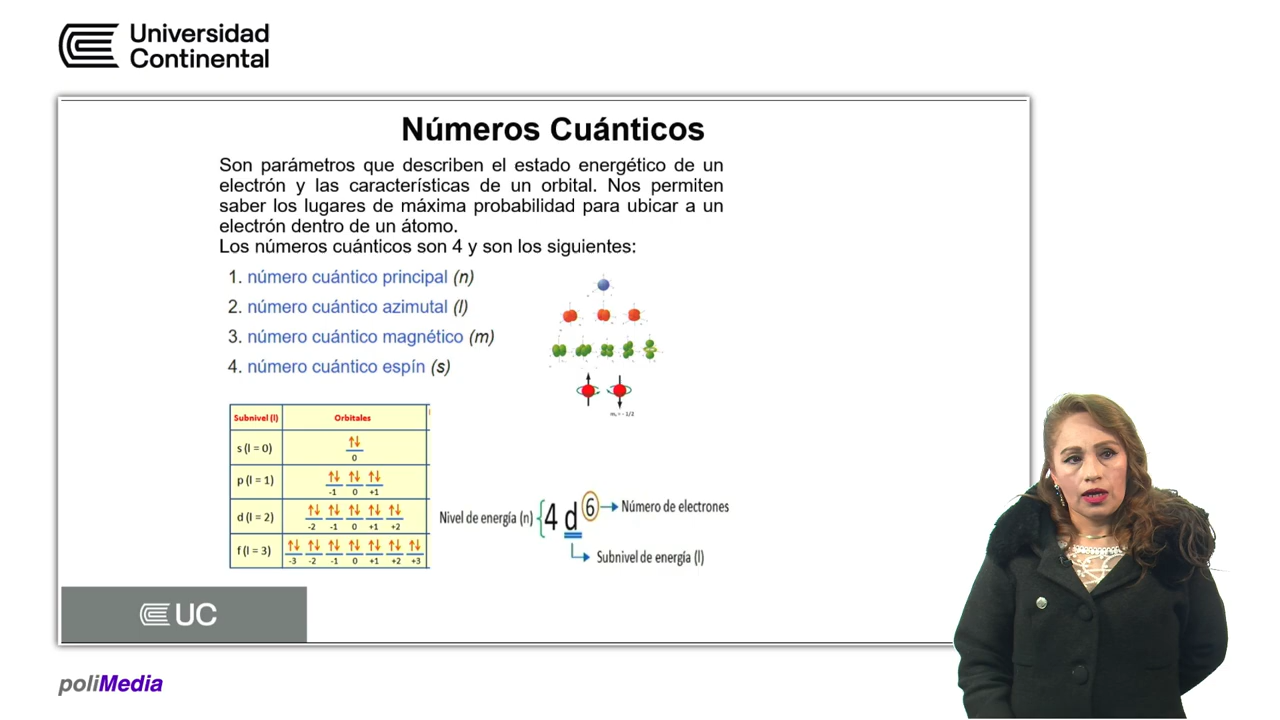 Universidad
Continental
Números Cuánticos
Son parámetros que describen el estado energético de un
electrón y las características de un orbital. Nos permiten
saber los lugares de máxima probabilidad para ubicar a un
electrón dentro de un átomo.
Los números cuánticos son 4 y son los siguientes:
1. número cuántico principal (n)
2. número cuántico azimutal (l)
3. número cuántico magnético (m)
4. número cuántico espín (s)
mₛ = - 1/2
Subnivel (l) Orbitales
s (l = 0)
0
p (l = 1)
-1 0 +1
d (l = 2)
-2 -1 0 +1 +2
f (l = 3)
-3 -2 -1 0 +1 +2 +3
Nivel de energía (n) { 4 d 6 Número de electrones
Subnivel de energía (l)
UC
poliMedia